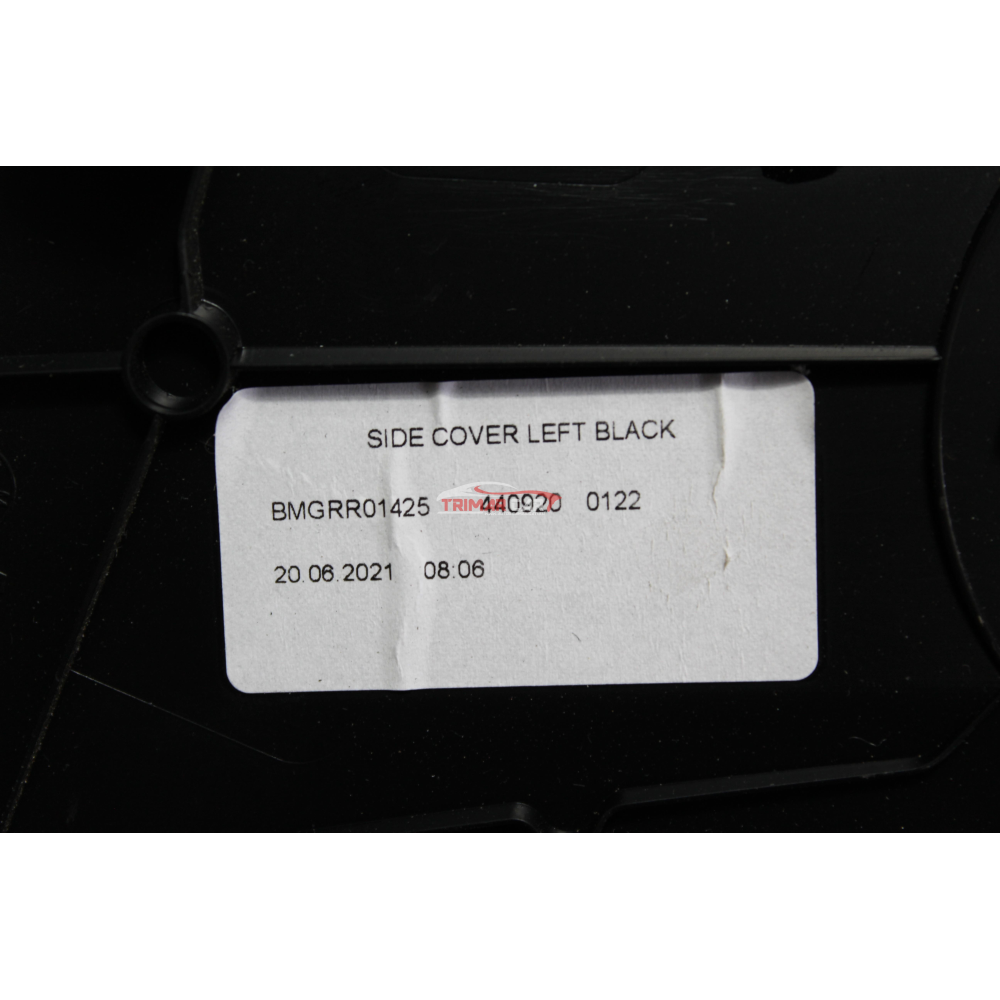 SIDE COVER LEFT BLACK
BMGRR01425 440920 0122
20.06.2021 08:06